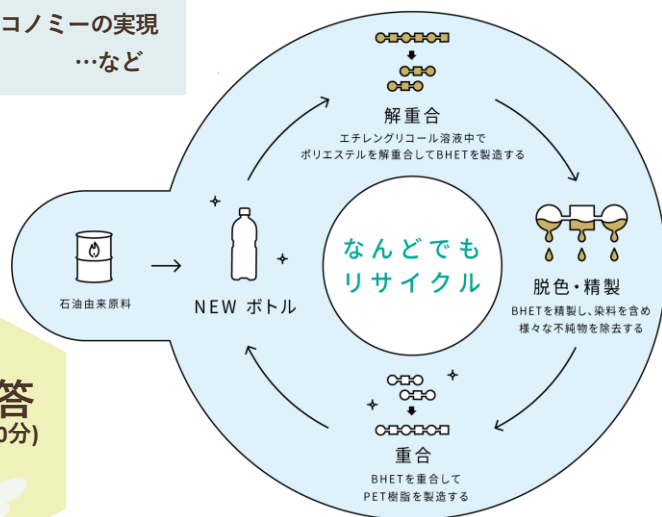 コノミーの実現
…など
解重合
エチレングリコール溶液中で
ポリエステルを解重合してBHETを製造する
なんどでも
リサイクル
石油由来原料
NEW ボトル
脱色・精製
BHETを精製し、染料を含め
様々な不純物を除去する
答
0分)
重合
BHETを重合して
PET樹脂を製造する